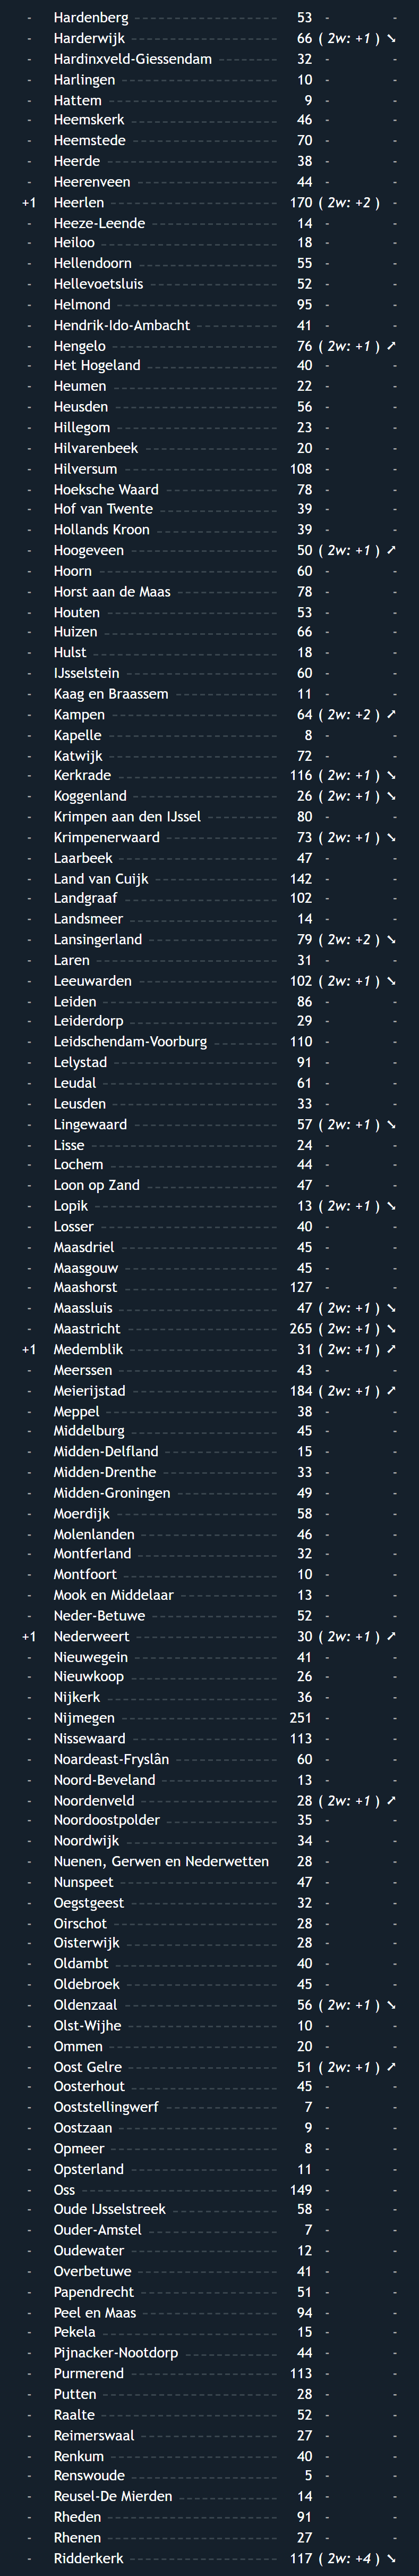 - Hardenberg 53 - -
- Harderwijk 66 ( 2w: +1 ) ↘
- Hardinxveld-Giessendam 32 - -
- Harlingen 10 - -
- Hattem 9 - -
- Heemskerk 46 - -
- Heemstede 70 - -
- Heerde 38 - -
- Heerenveen 44 - -
+1 Heerlen 170 ( 2w: +2 ) -
- Heeze-Leende 14 - -
- Heiloo 18 - -
- Hellendoorn 55 - -
- Hellevoetsluis 52 - -
- Helmond 95 - -
- Hendrik-Ido-Ambacht 41 - -
- Hengelo 76 ( 2w: +1 ) ↗
- Het Hogeland 40 - -
- Heumen 22 - -
- Heusden 56 - -
- Hillegom 23 - -
- Hilvarenbeek 20 - -
- Hilversum 108 - -
- Hoeksche Waard 78 - -
- Hof van Twente 39 - -
- Hollands Kroon 39 - -
- Hoogeveen 50 ( 2w: +1 ) ↗
- Hoorn 60 - -
- Horst aan de Maas 78 - -
- Houten 53 - -
- Huizen 66 - -
- Hulst 18 - -
- IJsselstein 60 - -
- Kaag en Braassem 11 - -
- Kampen 64 ( 2w: +2 ) ↗
- Kapelle 8 - -
- Katwijk 72 - -
- Kerkrade 116 ( 2w: +1 ) ↘
- Koggenland 26 ( 2w: +1 ) ↘
- Krimpen aan den IJssel 80 - -
- Krimpenerwaard 73 ( 2w: +1 ) ↘
- Laarbeek 47 - -
- Land van Cuijk 142 - -
- Landgraaf 102 - -
- Landsmeer 14 - -
- Lansingerland 79 ( 2w: +2 ) ↘
- Laren 31 - -
- Leeuwarden 102 ( 2w: +1 ) ↘
- Leiden 86 - -
- Leiderdorp 29 - -
- Leidschendam-Voorburg 110 - -
- Lelystad 91 - -
- Leudal 61 - -
- Leusden 33 - -
- Lingewaard 57 ( 2w: +1 ) ↘
- Lisse 24 - -
- Lochem 44 - -
- Loon op Zand 47 - -
- Lopik 13 ( 2w: +1 ) ↘
- Losser 40 - -
- Maasdriel 45 - -
- Maasgouw 45 - -
- Maashorst 127 - -
- Maassluis 47 ( 2w: +1 ) ↘
- Maastricht 265 ( 2w: +1 ) ↘
+1 Medemblik 31 ( 2w: +1 ) ↗
- Meerssen 43 - -
- Meierijstad 184 ( 2w: +1 ) ↗
- Meppel 38 - -
- Middelburg 45 - -
- Midden-Delfland 15 - -
- Midden-Drenthe 33 - -
- Midden-Groningen 49 - -
- Moerdijk 58 - -
- Molenlanden 46 - -
- Montferland 32 - -
- Montfoort 10 - -
- Mook en Middelaar 13 - -
- Neder-Betuwe 52 - -
+1 Nederweert 30 ( 2w: +1 ) ↗
- Nieuwegein 41 - -
- Nieuwkoop 26 - -
- Nijkerk 36 - -
- Nijmegen 251 - -
- Nissewaard 113 - -
- Noardeast-Fryslân 60 - -
- Noord-Beveland 13 - -
- Noordenveld 28 ( 2w: +1 ) ↗
- Noordoostpolder 35 - -
- Noordwijk 34 - -
- Nuenen, Gerwen en Nederwetten 28 - -
- Nunspeet 47 - -
- Oegstgeest 32 - -
- Oirschot 28 - -
- Oisterwijk 28 - -
- Oldambt 40 - -
- Oldebroek 45 - -
- Oldenzaal 56 ( 2w: +1 ) ↘
- Olst-Wijhe 10 - -
- Ommen 20 - -
- Oost Gelre 51 ( 2w: +1 ) ↗
- Oosterhout 45 - -
- Ooststellingwerf 7 - -
- Oostzaan 9 - -
- Opmeer 8 - -
- Opsterland 11 - -
- Oss 149 - -
- Oude IJsselstreek 58 - -
- Ouder-Amstel 7 - -
- Oudewater 12 - -
- Overbetuwe 41 - -
- Papendrecht 51 - -
- Peel en Maas 94 - -
- Pekela 15 - -
- Pijnacker-Nootdorp 44 - -
- Purmerend 113 - -
- Putten 28 - -
- Raalte 52 - -
- Reimerswaal 27 - -
- Renkum 40 - -
- Renswoude 5 - -
- Reusel-De Mierden 14 - -
- Rheden 91 - -
- Rhenen 27 - -
- Ridderkerk 117 ( 2w: +4 ) ↘